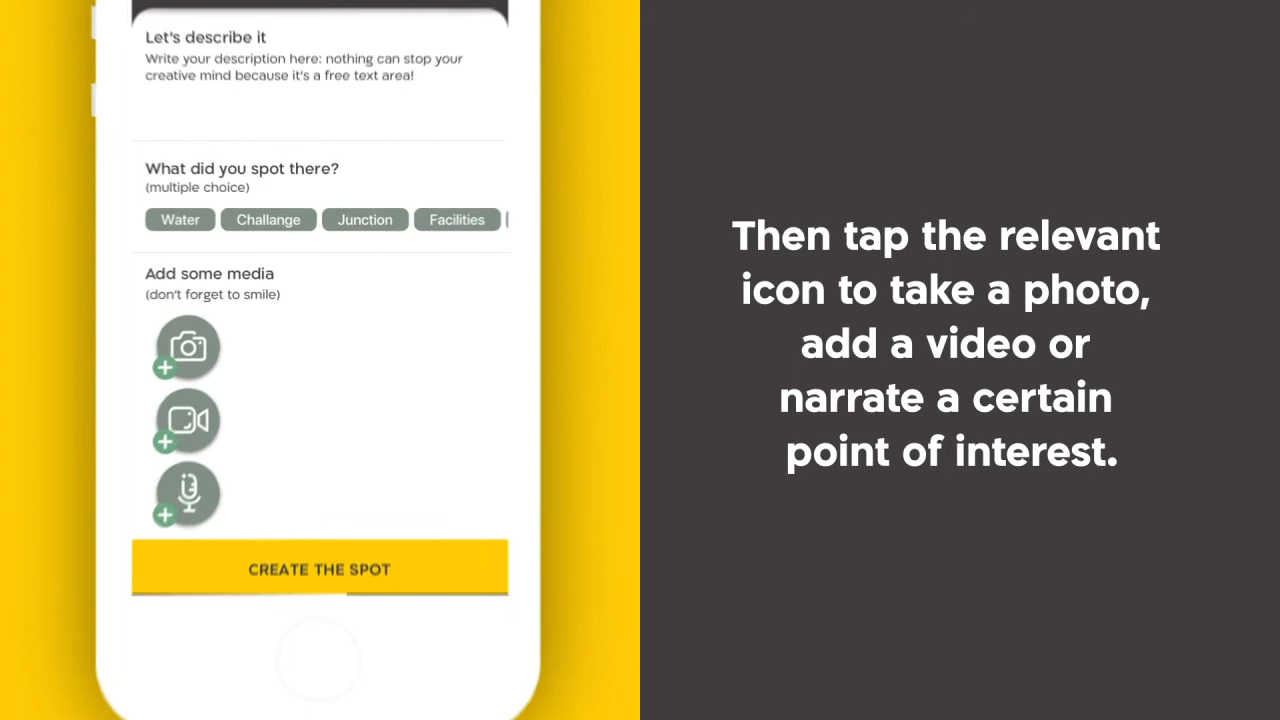 Let's describe it
Write your description here: nothing can stop your
creative mind because it's a free text area!
What did you spot there?
(multiple choice)
Water Challange Junction Facilities
Add some media
(don't forget to smile)
CREATE THE SPOT
Then tap the relevant
icon to take a photo,
add a video or
narrate a certain
point of interest.